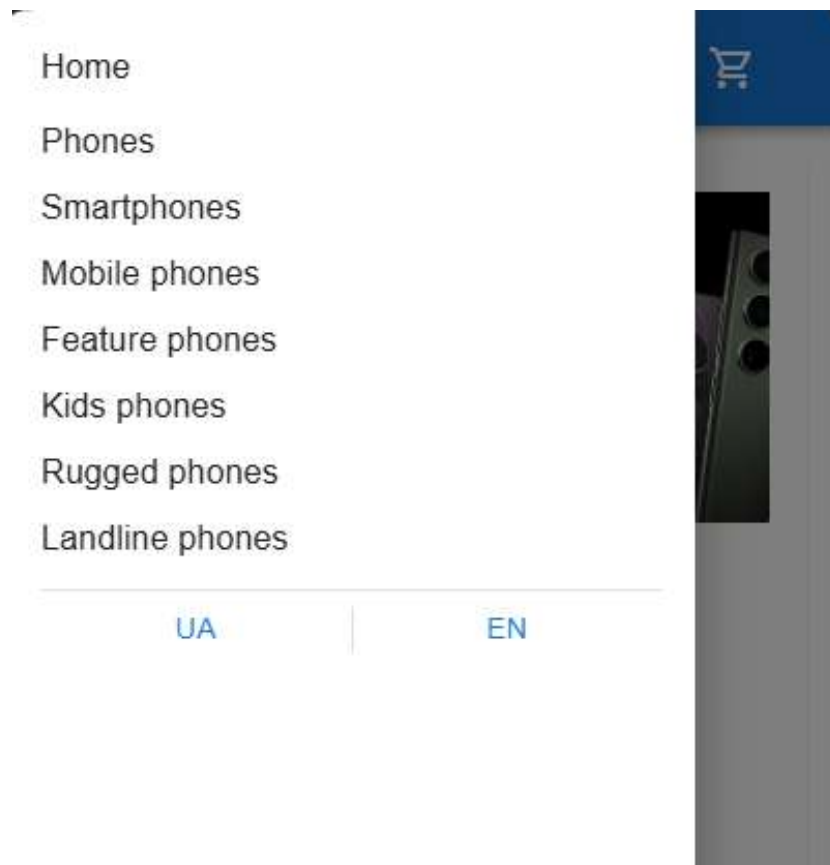 Home
Phones
Smartphones
Mobile phones
Feature phones
Kids phones
Rugged phones
Landline phones
UA EN